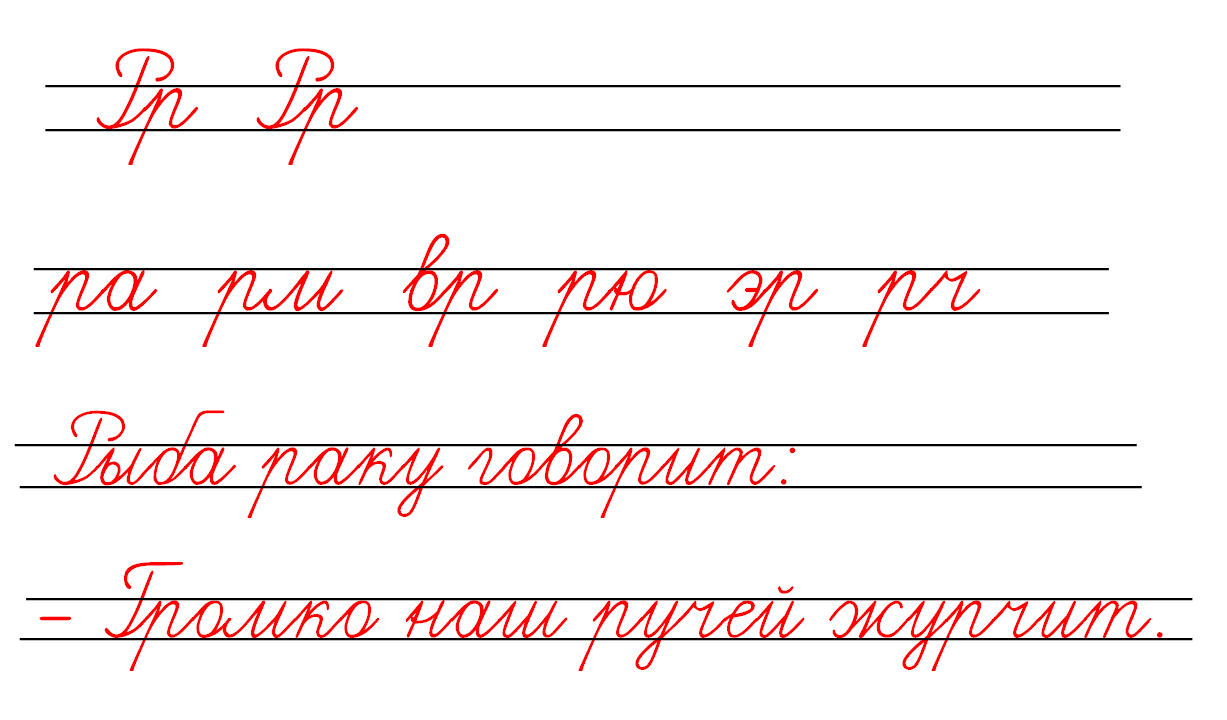 Рр Рр
ра рм вр рю эр рч
Рыба раку говорит:
- Громко наш ручей журчит.